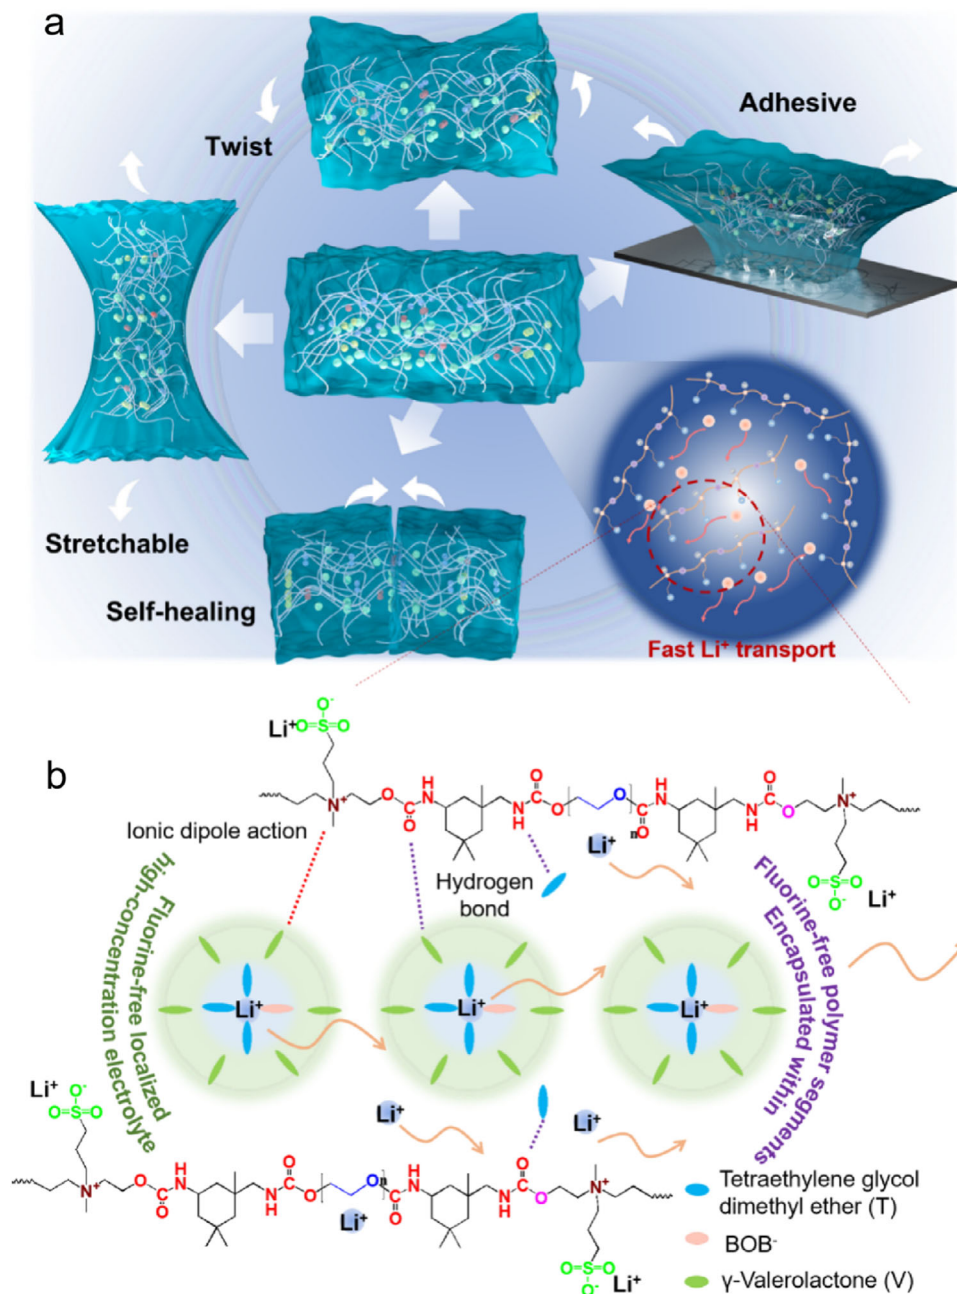 a
Twist
Adhesive
Stretchable
Self-healing
Fast Li⁺ transport
b
Li⁺
O⁻
O=S=O
N⁺
O
O
H
N
H
N
O
O
O
n
O
H
N
O
H
N
O
O
N⁺
O=S=O
O⁻
Li⁺
Ionic dipole action
Hydrogen
bond
Li⁺
Fluorine-free localized
high-concentration electrolyte
Li⁺
Li⁺
Li⁺
Fluorine-free polymer segments
Encapsulated within
Li⁺
O⁻
O=S=O
Li⁺
Li⁺
N⁺
O
O
H
N
H
N
O
O
O
n
O
H
N
H
N
O
O
O
N⁺
Li⁺
O=S=O
O⁻
Li⁺
Tetraethylene glycol
dimethyl ether (T)
BOB⁻
γ-Valerolactone (V)